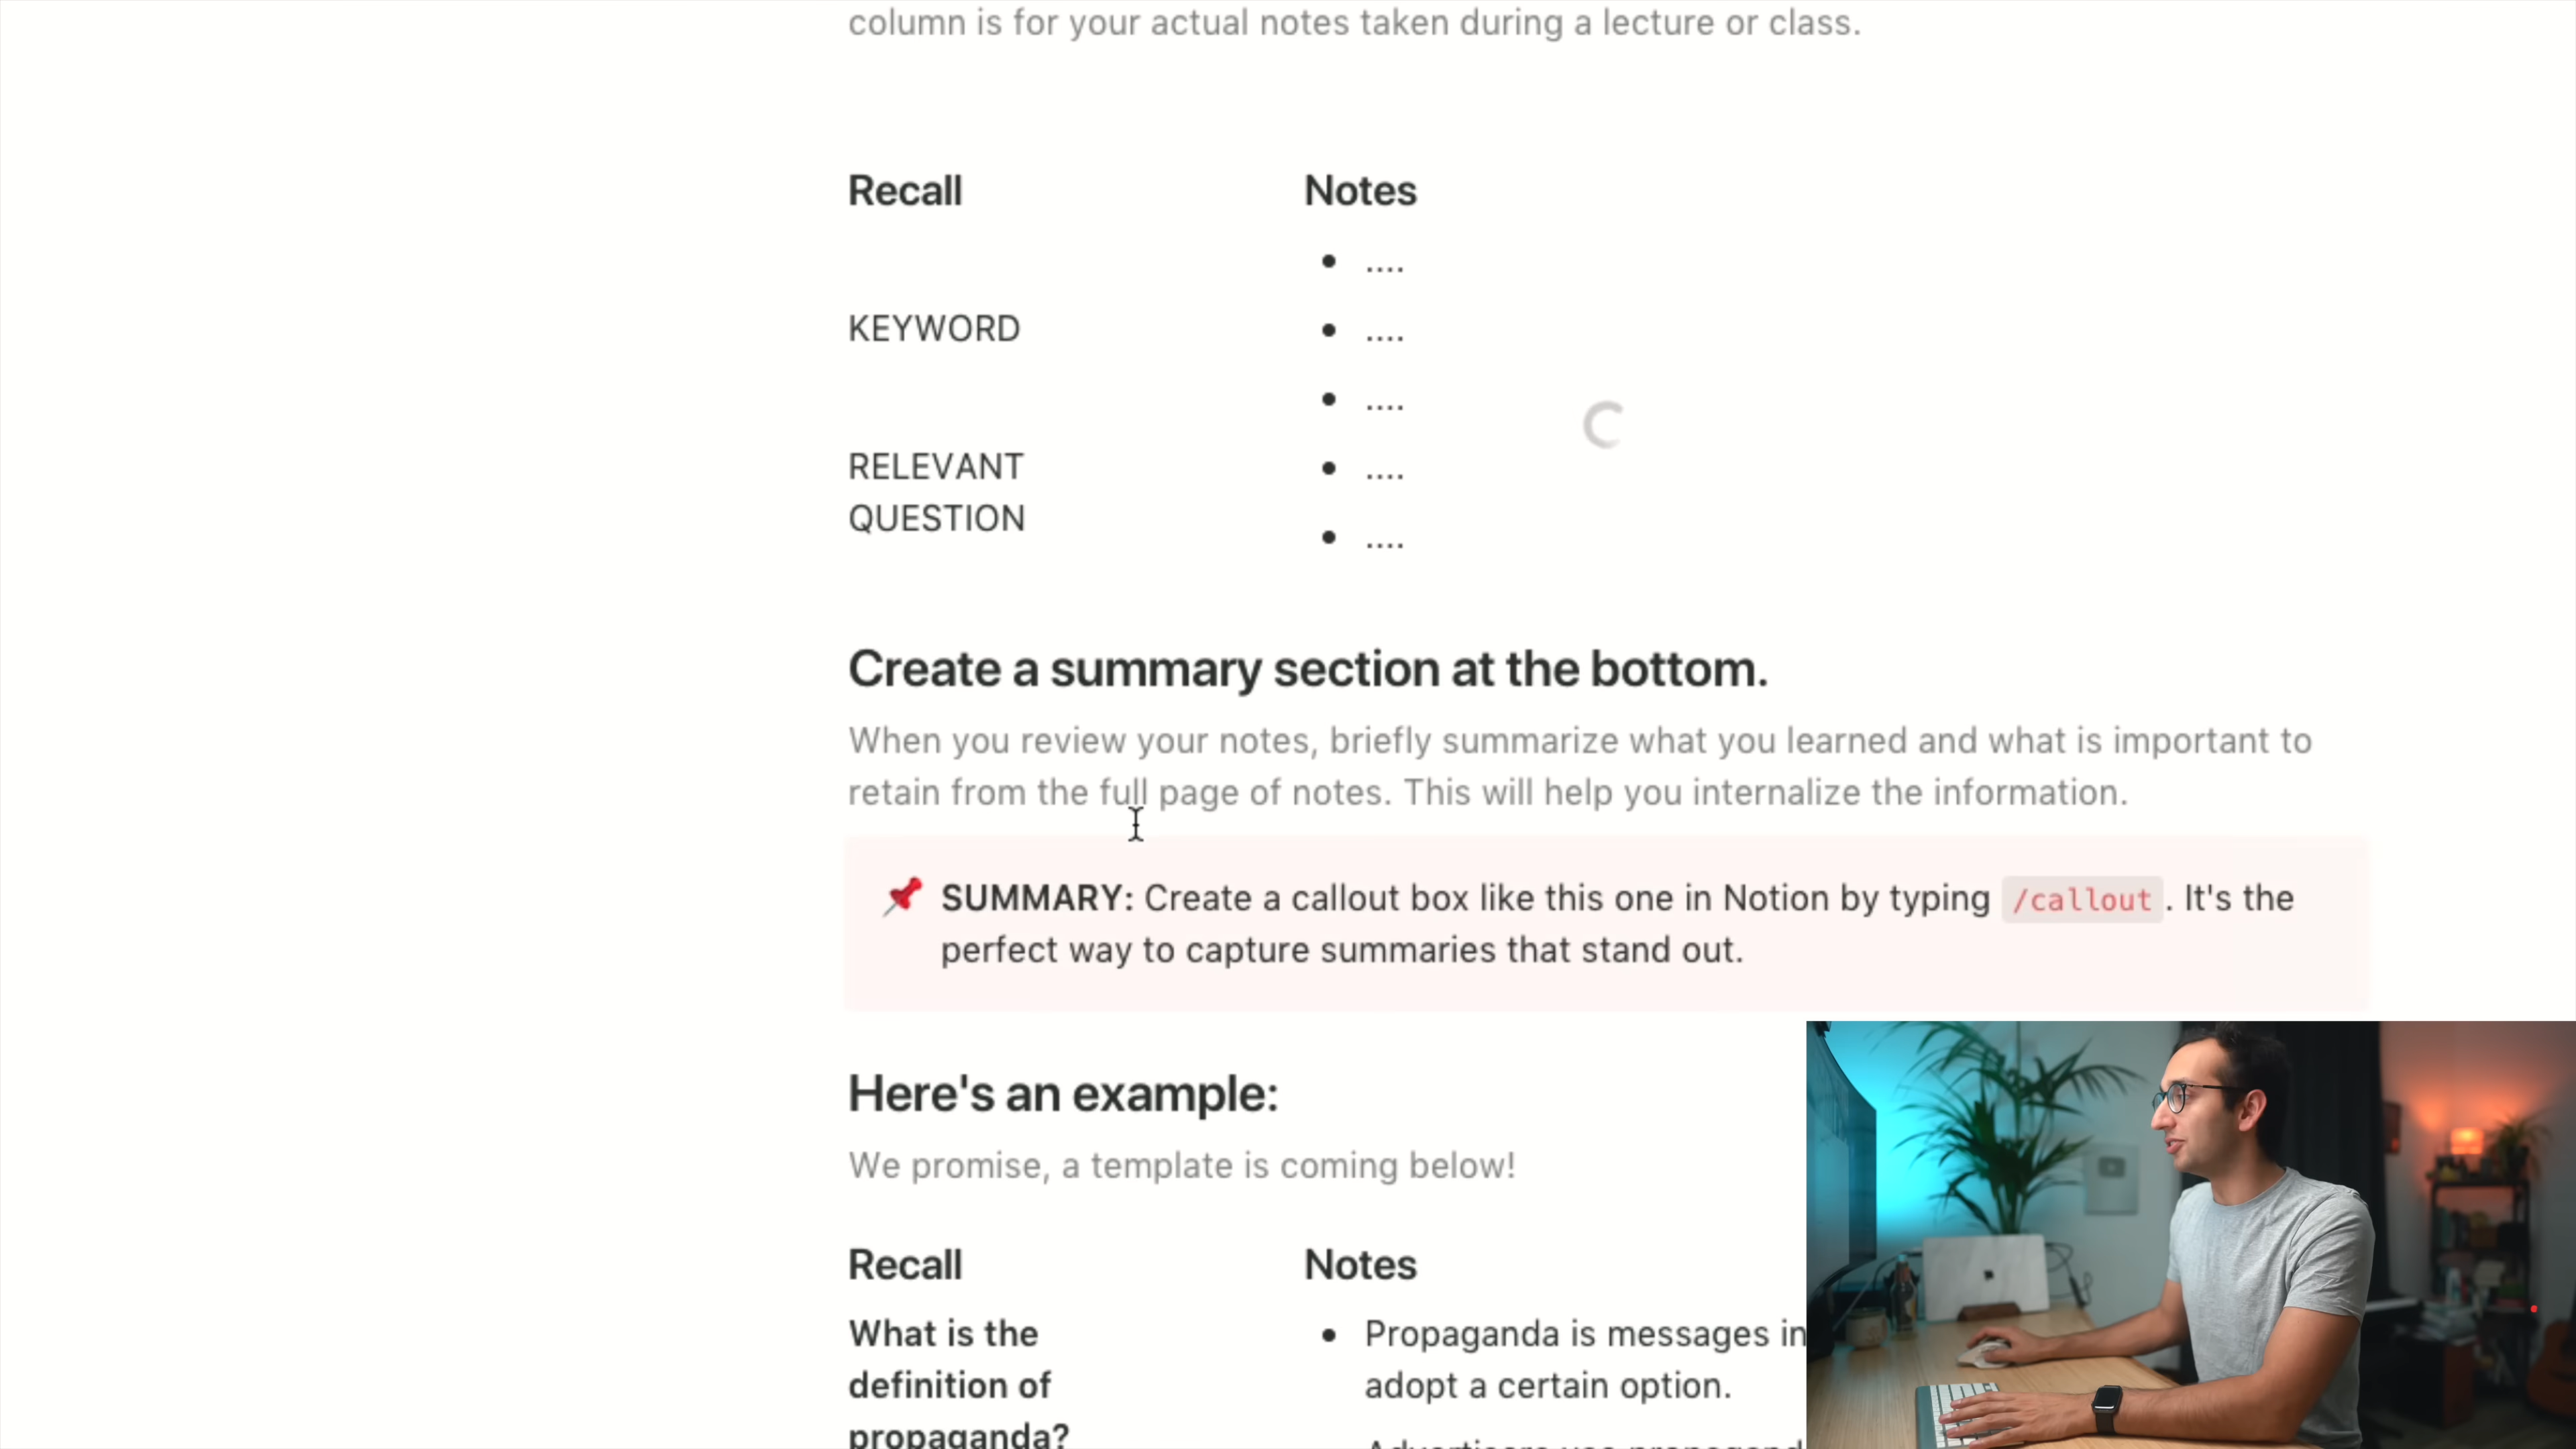 column is for your actual notes taken during a lecture or class.
Recall
KEYWORD
RELEVANT
QUESTION
Notes
• ....
• ....
• ....
• ....
• ....
Create a summary section at the bottom.
When you review your notes, briefly summarize what you learned and what is important to
retain from the full page of notes. This will help you internalize the information.
📌 SUMMARY: Create a callout box like this one in Notion by typing /callout . It's the
perfect way to capture summaries that stand out.
Here's an example:
We promise, a template is coming below!
Recall
What is the
definition of
propaganda?
Notes
• Propaganda is messages in
adopt a certain option.